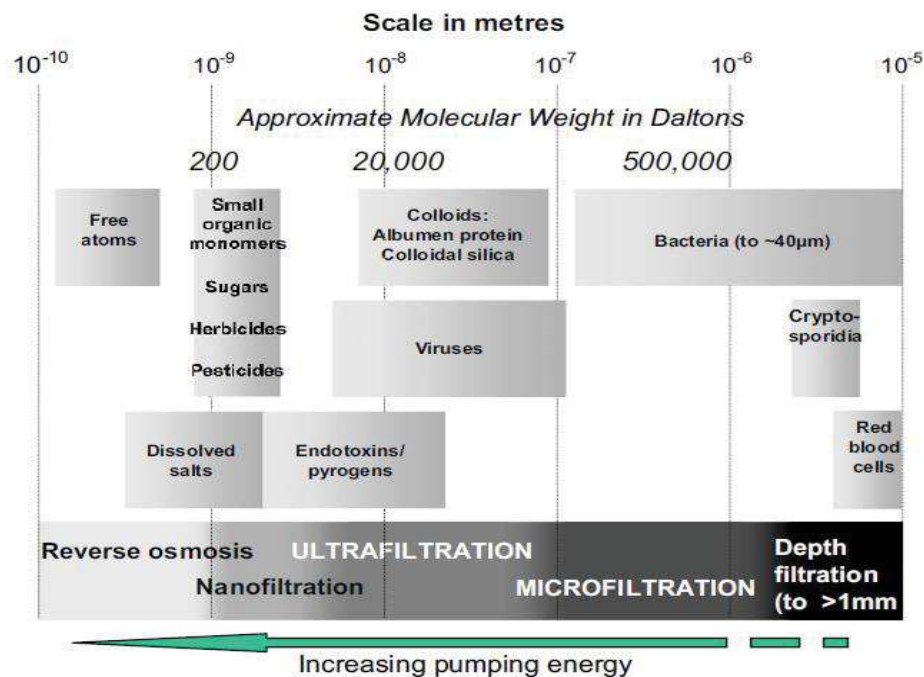 Scale in metres
10⁻¹⁰ 10⁻⁹ 10⁻⁸ 10⁻⁷ 10⁻⁶ 10⁻⁵
Approximate Molecular Weight in Daltons
200 20,000 500,000
Free
atoms
Small
organic
monomers
Sugars
Herbicides
Pesticides
Colloids:
Albumen protein
Colloidal silica
Bacteria (to ~40µm)
Viruses
Crypto-
sporidia
Dissolved
salts
Endotoxins/
pyrogens
Red
blood
cells
Reverse osmosis
Nanofiltration
ULTRAFILTRATION
MICROFILTRATION
Depth
filtration
(to >1mm
Increasing pumping energy